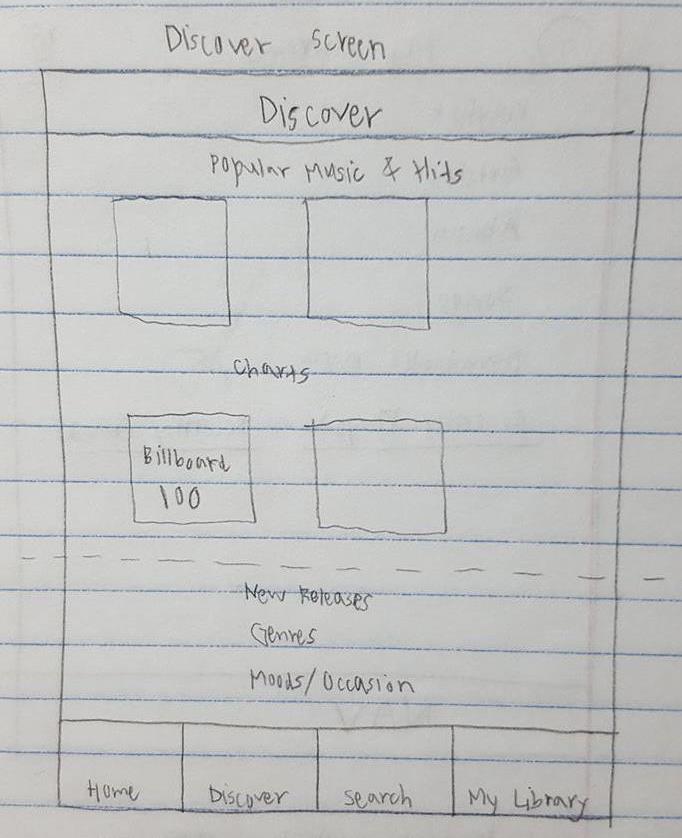 Discover Screen
Discover
Popular Music & Hits
Charts
Billboard
100
New Releases
Genres
Moods/Occasion
Home Discover Search My Library